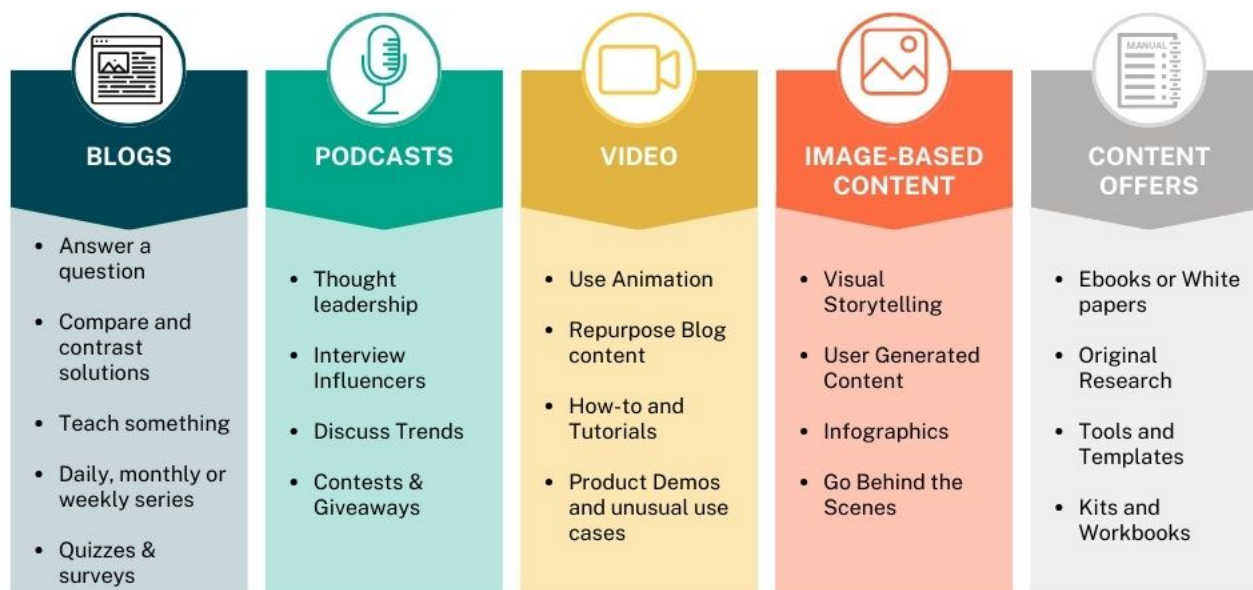 BLOGS
Answer a
question
Compare and
contrast
solutions
Teach something
Daily, monthly or
weekly series
Quizzes &
surveys
PODCASTS
Thought
leadership
Interview
Influencers
Discuss Trends
Contests &
Giveaways
VIDEO
Use Animation
Repurpose Blog
content
How-to and
Tutorials
Product Demos
and unusual use
cases
IMAGE-BASED
CONTENT
Visual
Storytelling
User Generated
Content
Infographics
Go Behind the
Scenes
MANUAL
CONTENT
OFFERS
Ebooks or White
papers
Original
Research
Tools and
Templates
Kits and
Workbooks